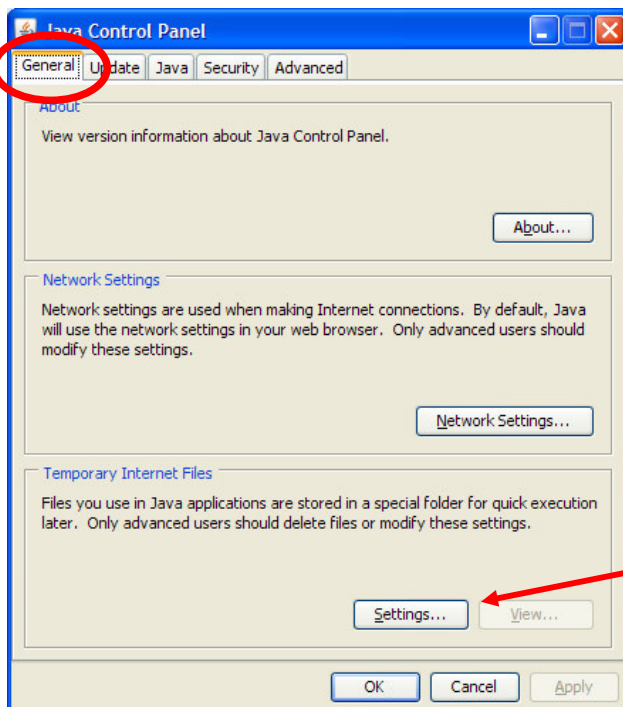 Java Control Panel
General Update Java Security Advanced
About
View version information about Java Control Panel.
About...
Network Settings
Network settings are used when making Internet connections. By default, Java
will use the network settings in your web browser. Only advanced users should
modify these settings.
Network Settings...
Temporary Internet Files
Files you use in Java applications are stored in a special folder for quick execution
later. Only advanced users should delete files or modify these settings.
Settings... View...
OK Cancel Apply